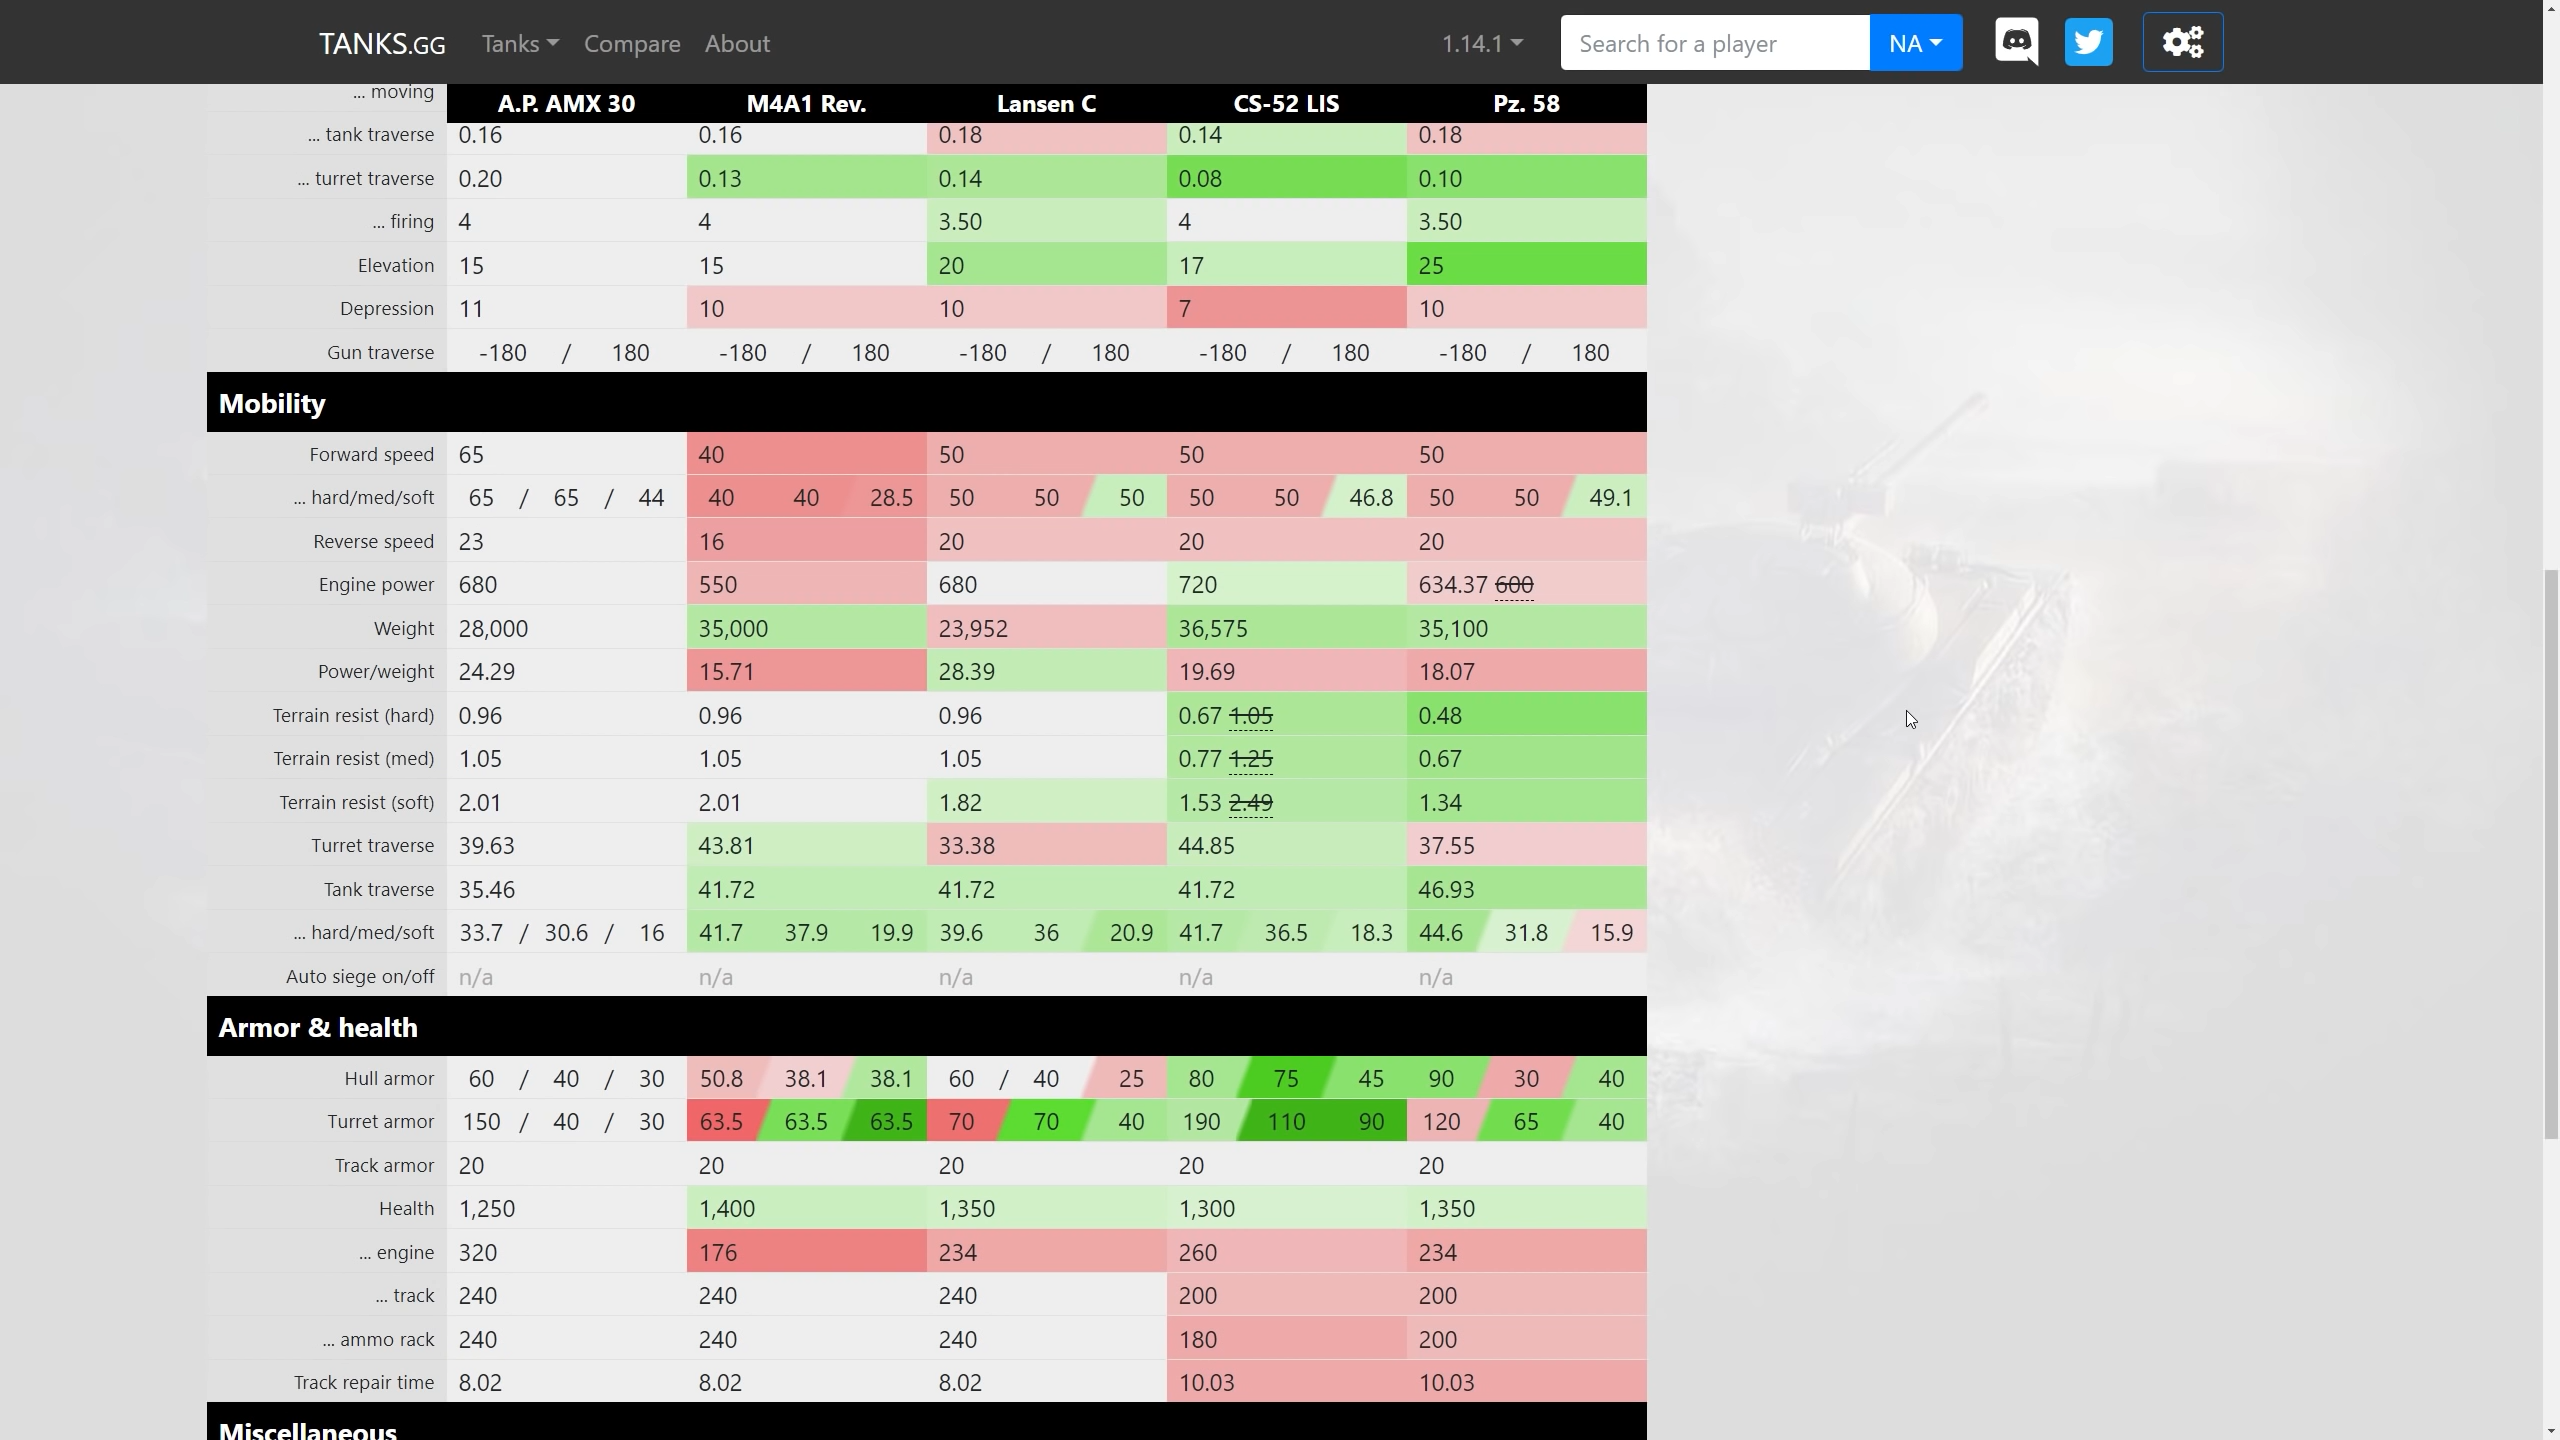 TANKS.GG Tanks Compare About 1.14.1 Search for a player NA
... moving A.P. AMX 30 M4A1 Rev. Lansen C CS-52 LIS Pz. 58
... tank traverse 0.16 0.16 0.18 0.14 0.18
... turret traverse 0.20 0.13 0.14 0.08 0.10
... firing 4 4 3.50 4 3.50
Elevation 15 15 20 17 25
Depression 11 10 10 7 10
Gun traverse -180 / 180 -180 / 180 -180 / 180 -180 / 180 -180 / 180
Mobility
Forward speed 65 40 50 50 50
... hard/med/soft 65 / 65 / 44 40 40 28.5 50 50 50 50 50 46.8 50 50 49.1
Reverse speed 23 16 20 20 20
Engine power 680 550 680 720 634.37 600
Weight 28,000 35,000 23,952 36,575 35,100
Power/weight 24.29 15.71 28.39 19.69 18.07
Terrain resist (hard) 0.96 0.96 0.96 0.67 1.05 0.48
Terrain resist (med) 1.05 1.05 1.05 0.77 1.25 0.67
Terrain resist (soft) 2.01 2.01 1.82 1.53 2.49 1.34
Turret traverse 39.63 43.81 33.38 44.85 37.55
Tank traverse 35.46 41.72 41.72 41.72 46.93
... hard/med/soft 33.7 / 30.6 / 16 41.7 37.9 19.9 39.6 36 20.9 41.7 36.5 18.3 44.6 31.8 15.9
Auto siege on/off n/a n/a n/a n/a n/a
Armor & health
Hull armor 60 / 40 / 30 50.8 38.1 38.1 60 / 40 25 80 75 45 90 30 40
Turret armor 150 / 40 / 30 63.5 63.5 63.5 70 70 40 190 110 90 120 65 40
Track armor 20 20 20 20 20
Health 1,250 1,400 1,350 1,300 1,350
... engine 320 176 234 260 234
... track 240 240 240 200 200
... ammo rack 240 240 240 180 200
Track repair time 8.02 8.02 8.02 10.03 10.03
Miscellaneous